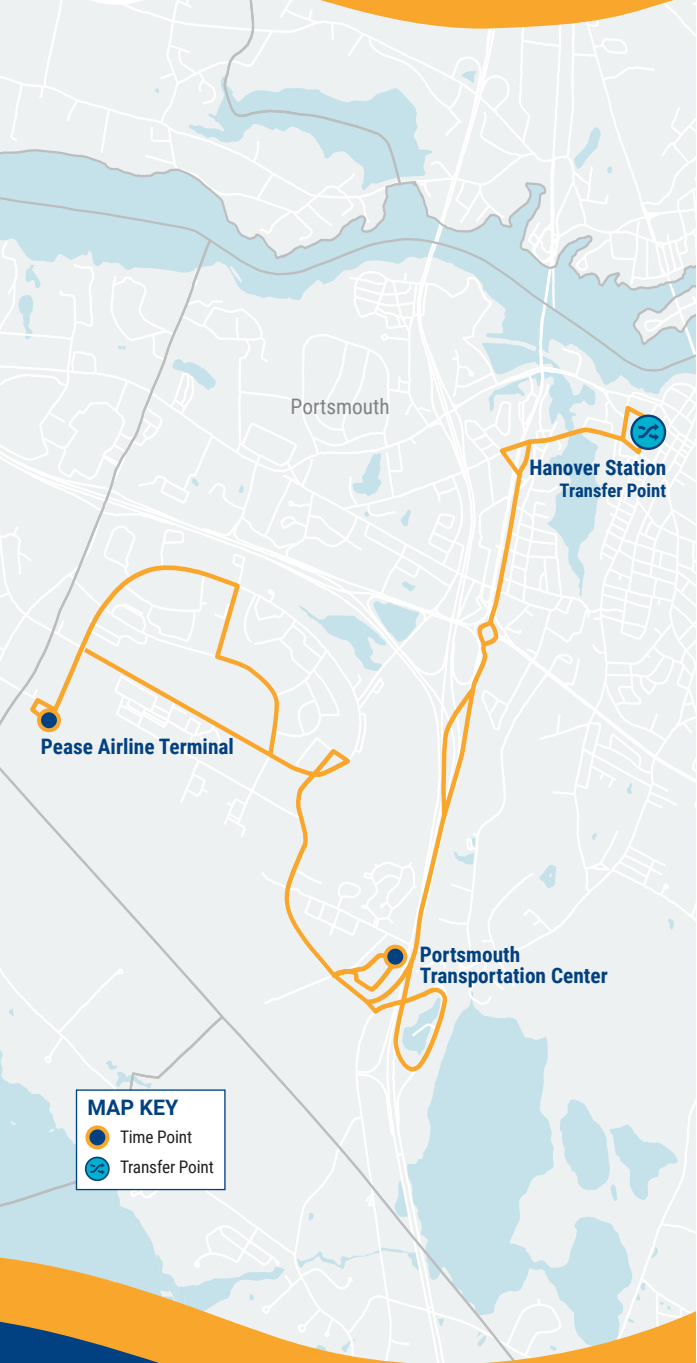 Portsmouth
Hanover Station
Transfer Point
Pease Airline Terminal
Portsmouth
Transportation Center
MAP KEY
Time Point
Transfer Point